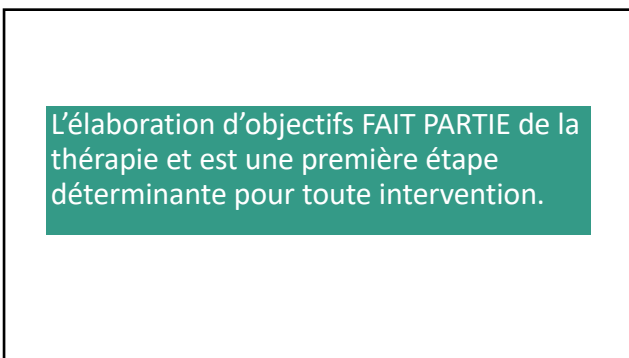 L’élaboration d’objectifs FAIT PARTIE de la
thérapie et est une première étape
déterminante pour toute intervention.